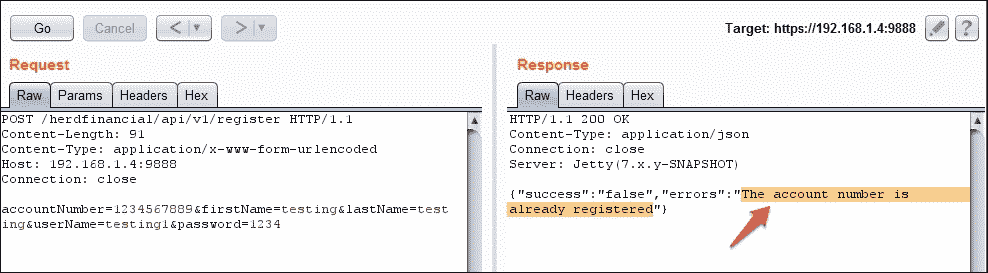 Go Cancel < > Target: https://192.168.1.4:9888 ?
Request
Raw Params Headers Hex
POST /herdfinancial/api/v1/register HTTP/1.1
Content-Length: 91
Content-Type: application/x-www-form-urlencoded
Host: 192.168.1.4:9888
Connection: close
accountNumber=1234567889&firstName=testing&lastName=test
ing&userName=testing1&password=1234
Response
Raw Headers Hex
HTTP/1.1 200 OK
Content-Type: application/json
Connection: close
Server: Jetty(7.x.y-SNAPSHOT)
{"success":"false","errors":"The account number is
already registered"}